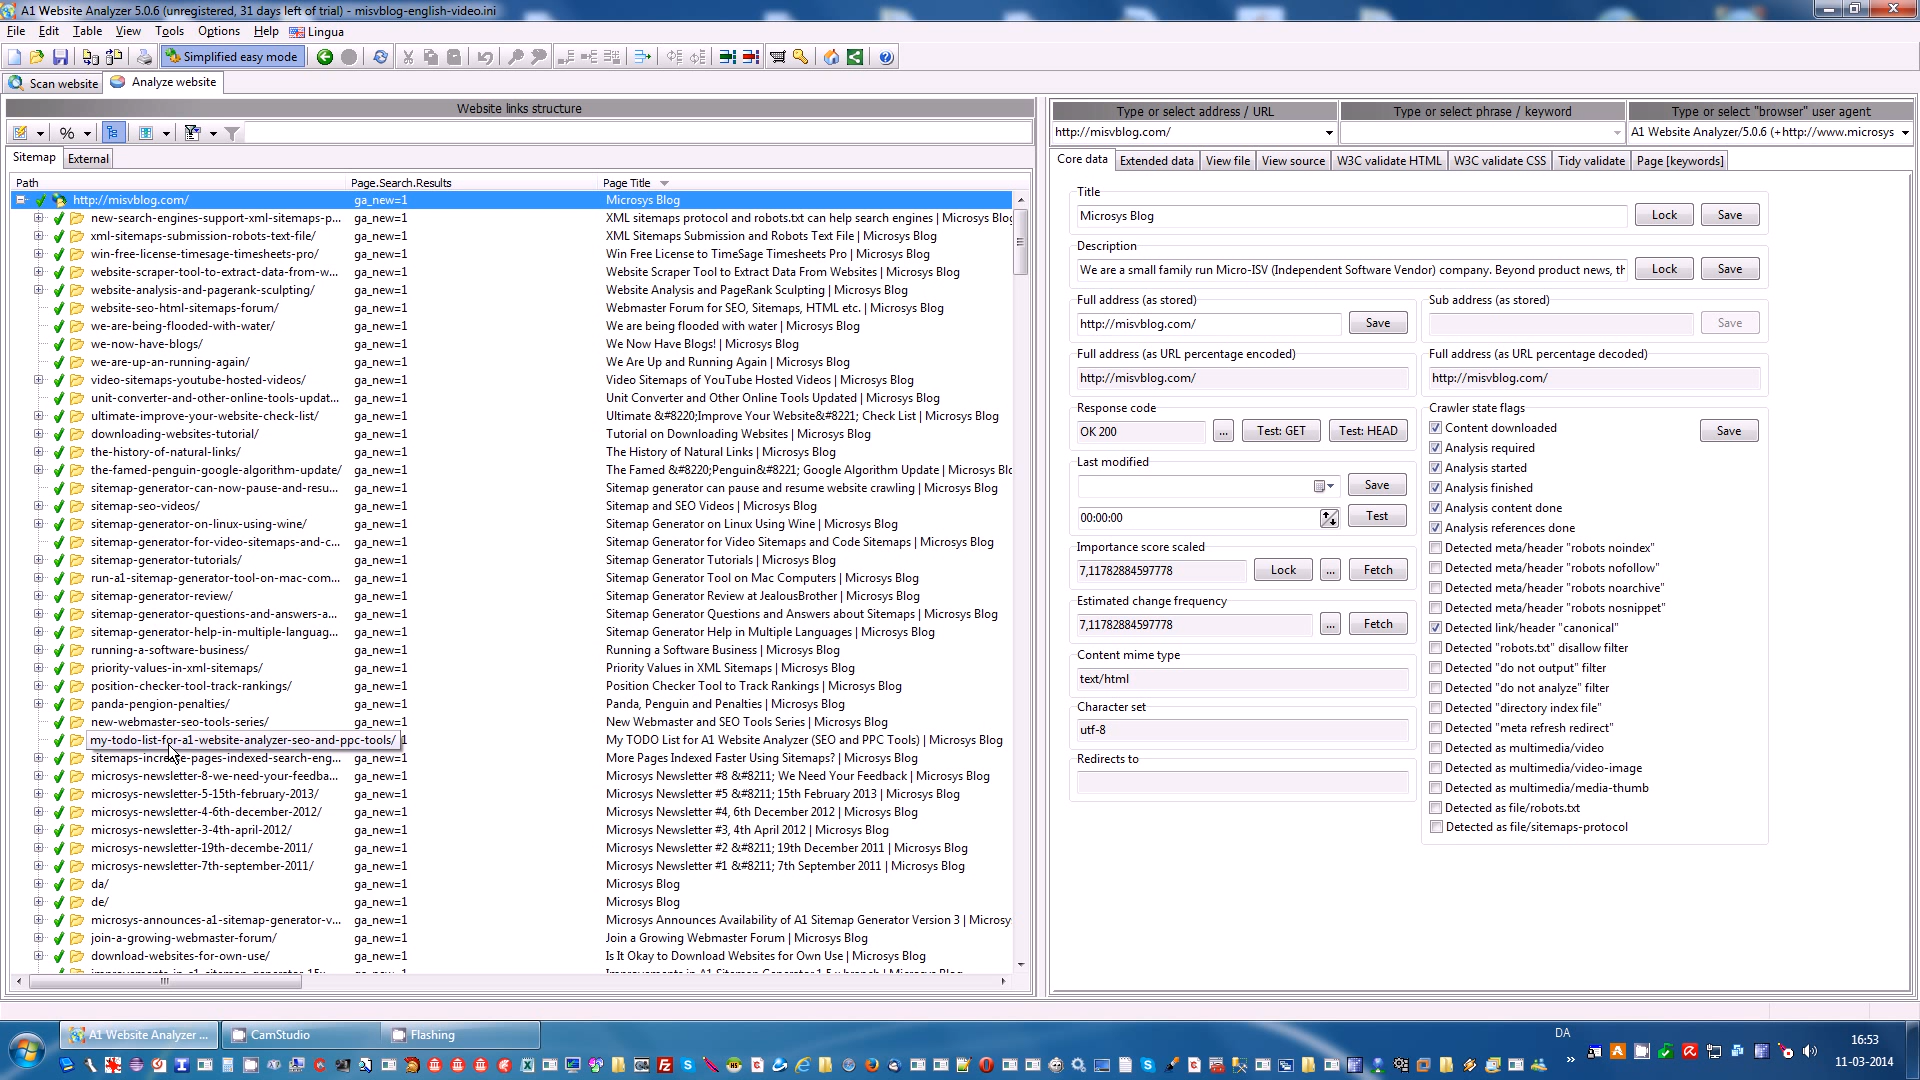 A1 Website Analyzer 5.0.6 (unregistered, 31 days left of trial) - misvblog-english-video.ini
File Edit Table View Tools Options Help Lingua
Simplified easy mode
Scan website Analyze website
Website links structure
%
Sitemap External
Path Page.Search.Results Page Title
http://misvblog.com/ ga_new=1 Microsys Blog
new-search-engines-support-xml-sitemaps-p... ga_new=1 XML sitemaps protocol and robots.txt can help search engines | Microsys Blog
xml-sitemaps-submission-robots-text-file/ ga_new=1 XML Sitemaps Submission and Robots Text File | Microsys Blog
win-free-license-timesage-timesheets-pro/ ga_new=1 Win Free License to TimeSage Timesheets Pro | Microsys Blog
website-scraper-tool-to-extract-data-from-w... ga_new=1 Website Scraper Tool to Extract Data From Websites | Microsys Blog
website-analysis-and-pagerank-sculpting/ ga_new=1 Website Analysis and PageRank Sculpting | Microsys Blog
website-seo-html-sitemaps-forum/ ga_new=1 Webmaster Forum for SEO, Sitemaps, HTML etc. | Microsys Blog
we-are-being-flooded-with-water/ ga_new=1 We are being flooded with water | Microsys Blog
we-now-have-blogs/ ga_new=1 We Now Have Blogs! | Microsys Blog
we-are-up-an-running-again/ ga_new=1 We Are Up and Running Again | Microsys Blog
video-sitemaps-youtube-hosted-videos/ ga_new=1 Video Sitemaps of YouTube Hosted Videos | Microsys Blog
unit-converter-and-other-online-tools-updat... ga_new=1 Unit Converter and Other Online Tools Updated | Microsys Blog
ultimate-improve-your-website-check-list/ ga_new=1 Ultimate &#8220;Improve Your Website&#8221; Check List | Microsys Blog
downloading-websites-tutorial/ ga_new=1 Tutorial on Downloading Websites | Microsys Blog
the-history-of-natural-links/ ga_new=1 The History of Natural Links | Microsys Blog
the-famed-penguin-google-algorithm-update/ ga_new=1 The Famed &#8220;Penguin&#8221; Google Algorithm Update | Microsys Blo
sitemap-generator-can-now-pause-and-resu... ga_new=1 Sitemap generator can pause and resume website crawling | Microsys Blog
sitemap-seo-videos/ ga_new=1 Sitemap and SEO Videos | Microsys Blog
sitemap-generator-on-linux-using-wine/ ga_new=1 Sitemap Generator on Linux Using Wine | Microsys Blog
sitemap-generator-for-video-sitemaps-and-c... ga_new=1 Sitemap Generator for Video Sitemaps and Code Sitemaps | Microsys Blog
sitemap-generator-tutorials/ ga_new=1 Sitemap Generator Tutorials | Microsys Blog
run-a1-sitemap-generator-tool-on-mac-com... ga_new=1 Sitemap Generator Tool on Mac Computers | Microsys Blog
sitemap-generator-review/ ga_new=1 Sitemap Generator Review at JealousBrother | Microsys Blog
sitemap-generator-questions-and-answers-a... ga_new=1 Sitemap Generator Questions and Answers about Sitemaps | Microsys Blog
sitemap-generator-help-in-multiple-languag... ga_new=1 Sitemap Generator Help in Multiple Languages | Microsys Blog
running-a-software-business/ ga_new=1 Running a Software Business | Microsys Blog
priority-values-in-xml-sitemaps/ ga_new=1 Priority Values in XML Sitemaps | Microsys Blog
position-checker-tool-track-rankings/ ga_new=1 Position Checker Tool to Track Rankings | Microsys Blog
panda-pengion-penalties/ ga_new=1 Panda, Penguin and Penalties | Microsys Blog
new-webmaster-seo-tools-series/ ga_new=1 New Webmaster and SEO Tools Series | Microsys Blog
my-todo-list-for-a1-website-analyzer-seo-and-ppc-tools/ 1 My TODO List for A1 Website Analyzer (SEO and PPC Tools) | Microsys Blog
sitemaps-increase-pages-indexed-search-eng... ga_new=1 More Pages Indexed Faster Using Sitemaps? | Microsys Blog
microsys-newsletter-8-we-need-your-feedba... ga_new=1 Microsys Newsletter #8 &#8211; We Need Your Feedback | Microsys Blog
microsys-newsletter-5-15th-february-2013/ ga_new=1 Microsys Newsletter #5 &#8211; 15th February 2013 | Microsys Blog
microsys-newsletter-4-6th-december-2012/ ga_new=1 Microsys Newsletter #4, 6th December 2012 | Microsys Blog
microsys-newsletter-3-4th-april-2012/ ga_new=1 Microsys Newsletter #3, 4th April 2012 | Microsys Blog
microsys-newsletter-19th-decembe-2011/ ga_new=1 Microsys Newsletter #2 &#8211; 19th December 2011 | Microsys Blog
microsys-newsletter-7th-september-2011/ ga_new=1 Microsys Newsletter #1 &#8211; 7th September 2011 | Microsys Blog
da/ ga_new=1 Microsys Blog
de/ ga_new=1 Microsys Blog
microsys-announces-a1-sitemap-generator-v... ga_new=1 Microsys Announces Availability of A1 Sitemap Generator Version 3 | Microsy
join-a-growing-webmaster-forum/ ga_new=1 Join a Growing Webmaster Forum | Microsys Blog
download-websites-for-own-use/ ga_new=1 Is It Okay to Download Websites for Own Use | Microsys Blog
Type or select address / URL Type or select phrase / keyword Type or select "browser" user agent
http://misvblog.com/ A1 Website Analyzer/5.0.6 (+http://www.microsys
Core data Extended data View file View source W3C validate HTML W3C validate CSS Tidy validate Page [keywords]
Title
Microsys Blog Lock Save
Description
We are a small family run Micro-ISV (Independent Software Vendor) company. Beyond product news, th Lock Save
Full address (as stored) Sub address (as stored)
http://misvblog.com/ Save Save
Full address (as URL percentage encoded) Full address (as URL percentage decoded)
http://misvblog.com/ http://misvblog.com/
Response code
OK 200 ... Test: GET Test: HEAD
Last modified
Save
00:00:00 Test
Importance score scaled
7,11782884597778 Lock ... Fetch
Estimated change frequency
7,11782884597778 ... Fetch
Content mime type
text/html
Character set
utf-8
Redirects to
Crawler state flags
Content downloaded Save
Analysis required
Analysis started
Analysis finished
Analysis content done
Analysis references done
Detected meta/header "robots noindex"
Detected meta/header "robots nofollow"
Detected meta/header "robots noarchive"
Detected meta/header "robots nosnippet"
Detected link/header "canonical"
Detected "robots.txt" disallow filter
Detected "do not output" filter
Detected "do not analyze" filter
Detected "directory index file"
Detected "meta refresh redirect"
Detected as multimedia/video
Detected as multimedia/video-image
Detected as multimedia/media-thumb
Detected as file/robots.txt
Detected as file/sitemaps-protocol
A1 Website Analyzer ... CamStudio Flashing
DA
16:53
11-03-2014